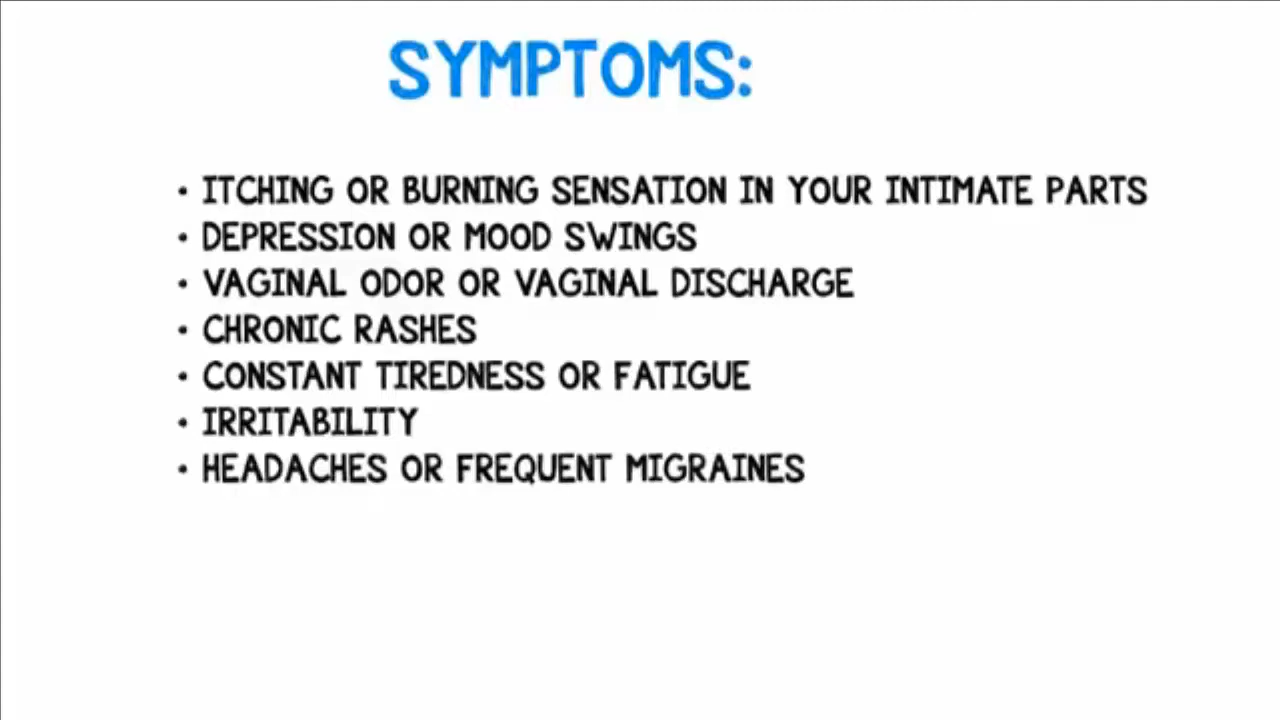 SYMPTOMS:
• ITCHING OR BURNING SENSATION IN YOUR INTIMATE PARTS
• DEPRESSION OR MOOD SWINGS
• VAGINAL ODOR OR VAGINAL DISCHARGE
• CHRONIC RASHES
• CONSTANT TIREDNESS OR FATIGUE
• IRRITABILITY
• HEADACHES OR FREQUENT MIGRAINES